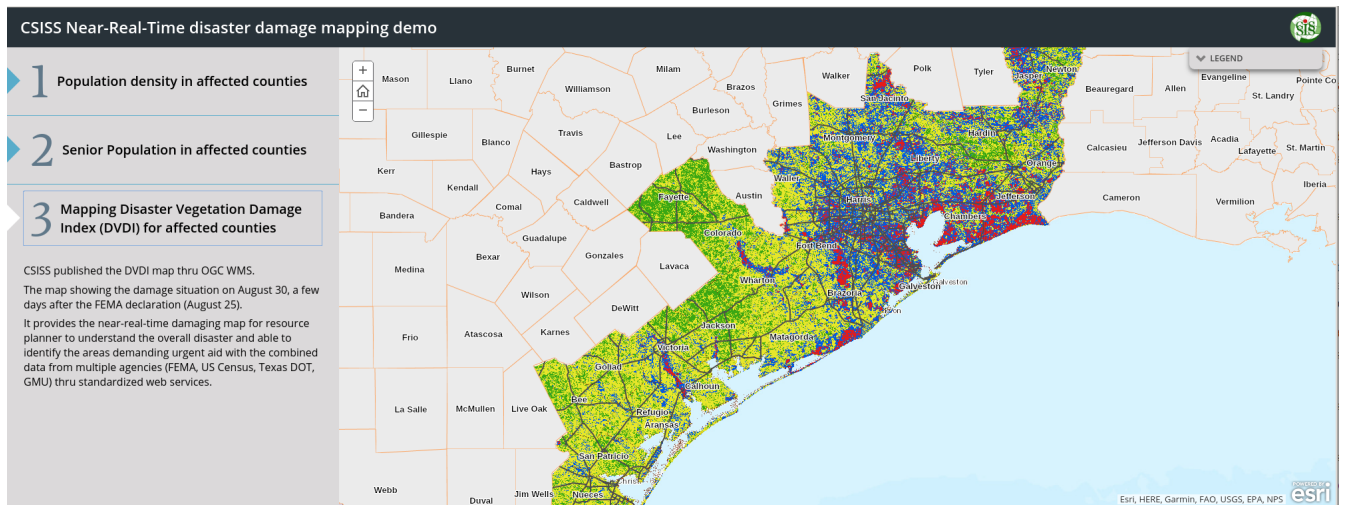 CSISS Near-Real-Time disaster damage mapping demo
SIS
1 Population density in affected counties
2 Senior Population in affected counties
3 Mapping Disaster Vegetation Damage
Index (DVDI) for affected counties
CSISS published the DVDI map thru OGC WMS.
The map showing the damage situation on August 30, a few
days after the FEMA declaration (August 25).
It provides the near-real-time damaging map for resource
planner to understand the overall disaster and able to
identify the areas demanding urgent aid with the combined
data from multiple agencies (FEMA, US Census, Texas DOT,
GMU) thru standardized web services.
+
−
LEGEND
Mason
Llano
Burnet
Williamson
Milam
Brazos
Grimes
Walker
Polk
Tyler
Jasper
Newton
Beauregard
Evangeline
Allen
Pointe Co
St. Landry
Burleson
San Jacinto
Gillespie
Blanco
Travis
Lee
Washington
Montgomery
Hardin
Liberty
Calcasieu
Jefferson Davis
Acadia
Lafayette
St. Martin
Kerr
Kendall
Hays
Bastrop
Waller
Orange
Iberia
Bandera
Comal
Caldwell
Fayette
Austin
Harris
Jefferson
Chambers
Cameron
Vermilion
Guadalupe
Colorado
Fort Bend
Medina
Bexar
Gonzales
Lavaca
Wharton
Galveston
Galveston
Wilson
DeWitt
Brazoria
Frio
Atascosa
Karnes
Jackson
Matagorda
Victoria
Goliad
Calhoun
La Salle
McMullen
Live Oak
Bee
Refugio
Aransas
San Patricio
Webb
Duval
Jim Wells
Nueces
Esri, HERE, Garmin, FAO, USGS, EPA, NPS
POWERED BY
esri